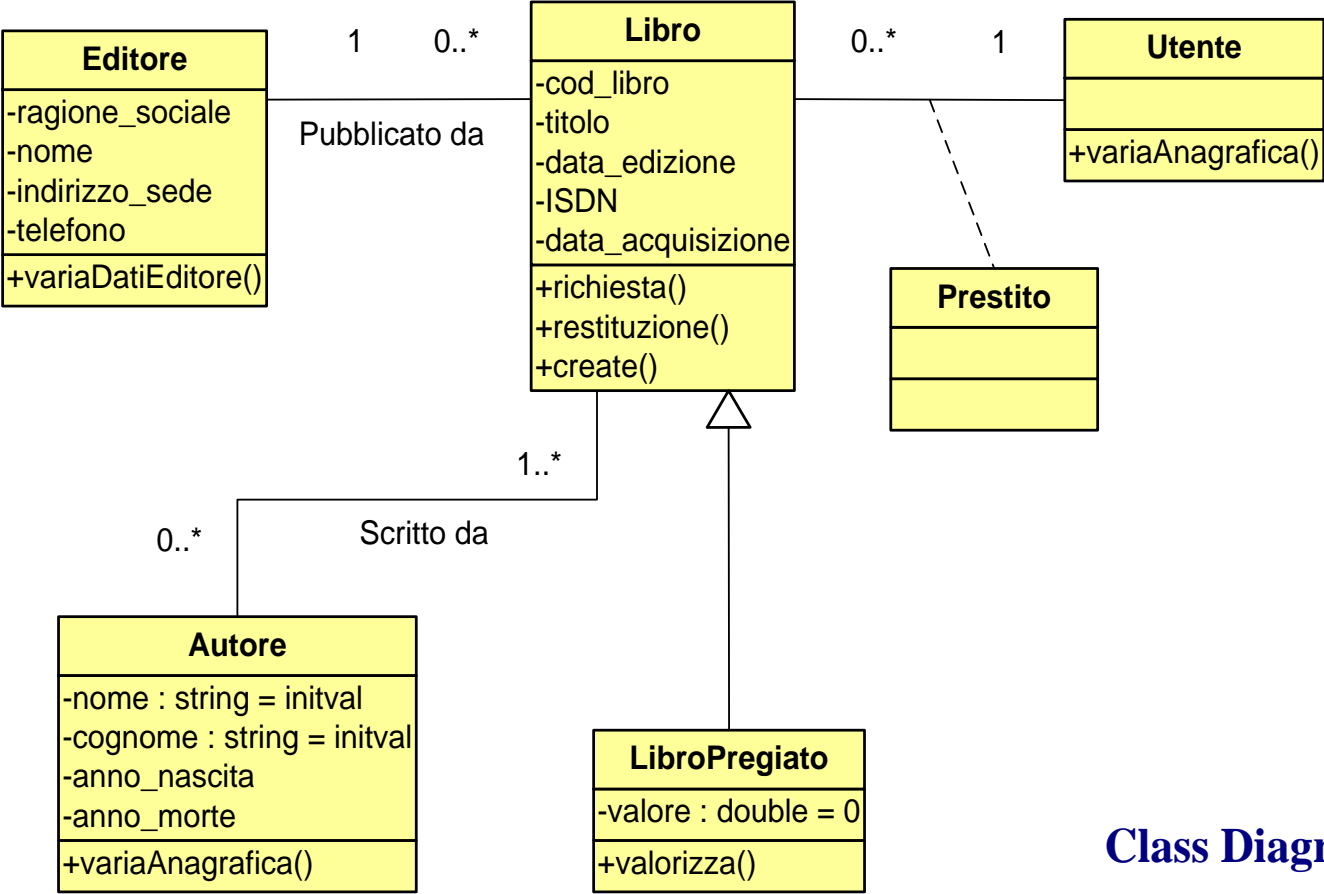 Editore
-ragione_sociale
-nome
-indirizzo_sede
-telefono
+variaDatiEditore()
1
0..*
Pubblicato da
Libro
-cod_libro
-titolo
-data_edizione
-ISDN
-data_acquisizione
+richiesta()
+restituzione()
+create()
0..*
1
Utente
+variaAnagrafica()
Prestito
1..*
0..*
Scritto da
Autore
-nome : string = initval
-cognome : string = initval
-anno_nascita
-anno_morte
+variaAnagrafica()
LibroPregiato
-valore : double = 0
+valorizza()
Class Diagr